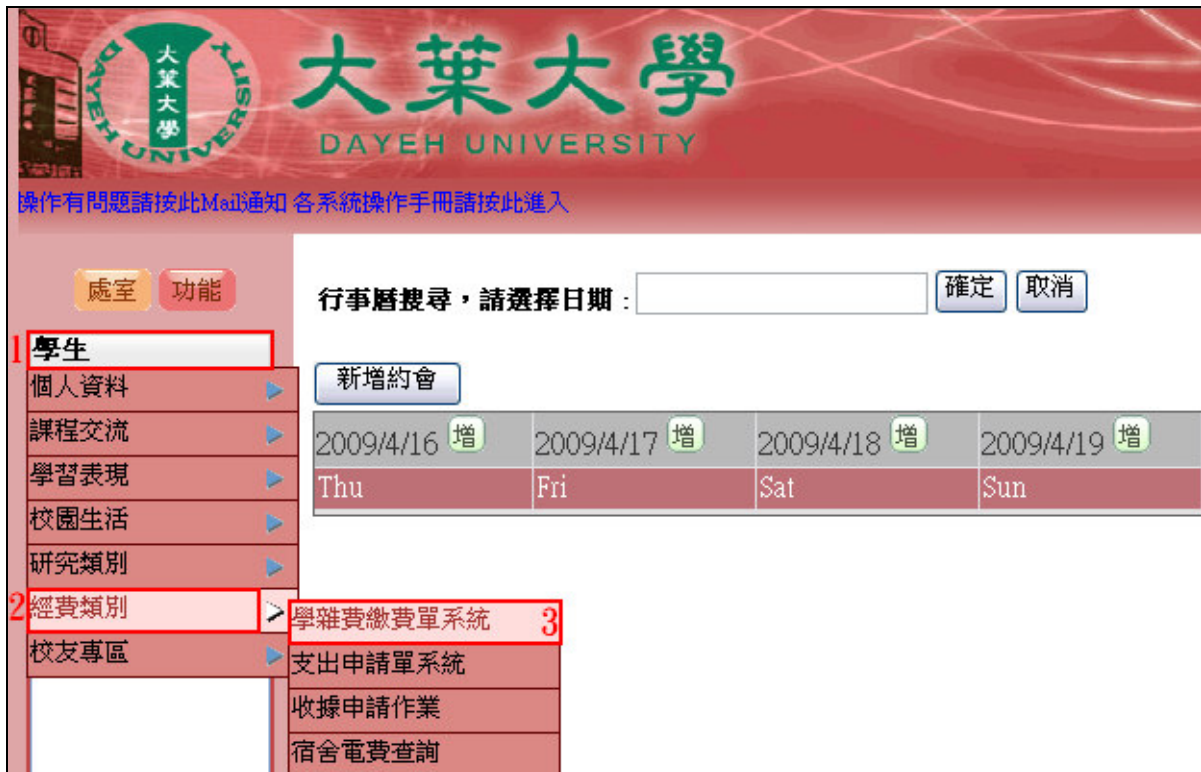 大葉大學
DAYEH UNIVERSITY
大葉大學
DAYEH UNIVERSITY
操作有問題請按此Mail通知 各系統操作手冊請按此進入
處室 功能
行事曆搜尋，請選擇日期: 確定 取消
1 學生
新增約會
個人資料
課程交流
學習表現
校園生活
研究類別
2 經費類別 >
校友專區
2009/4/16 增 2009/4/17 增 2009/4/18 增 2009/4/19 增
Thu Fri Sat Sun
學雜費繳費單系統 3
支出申請單系統
收據申請作業
宿舍電費查詢